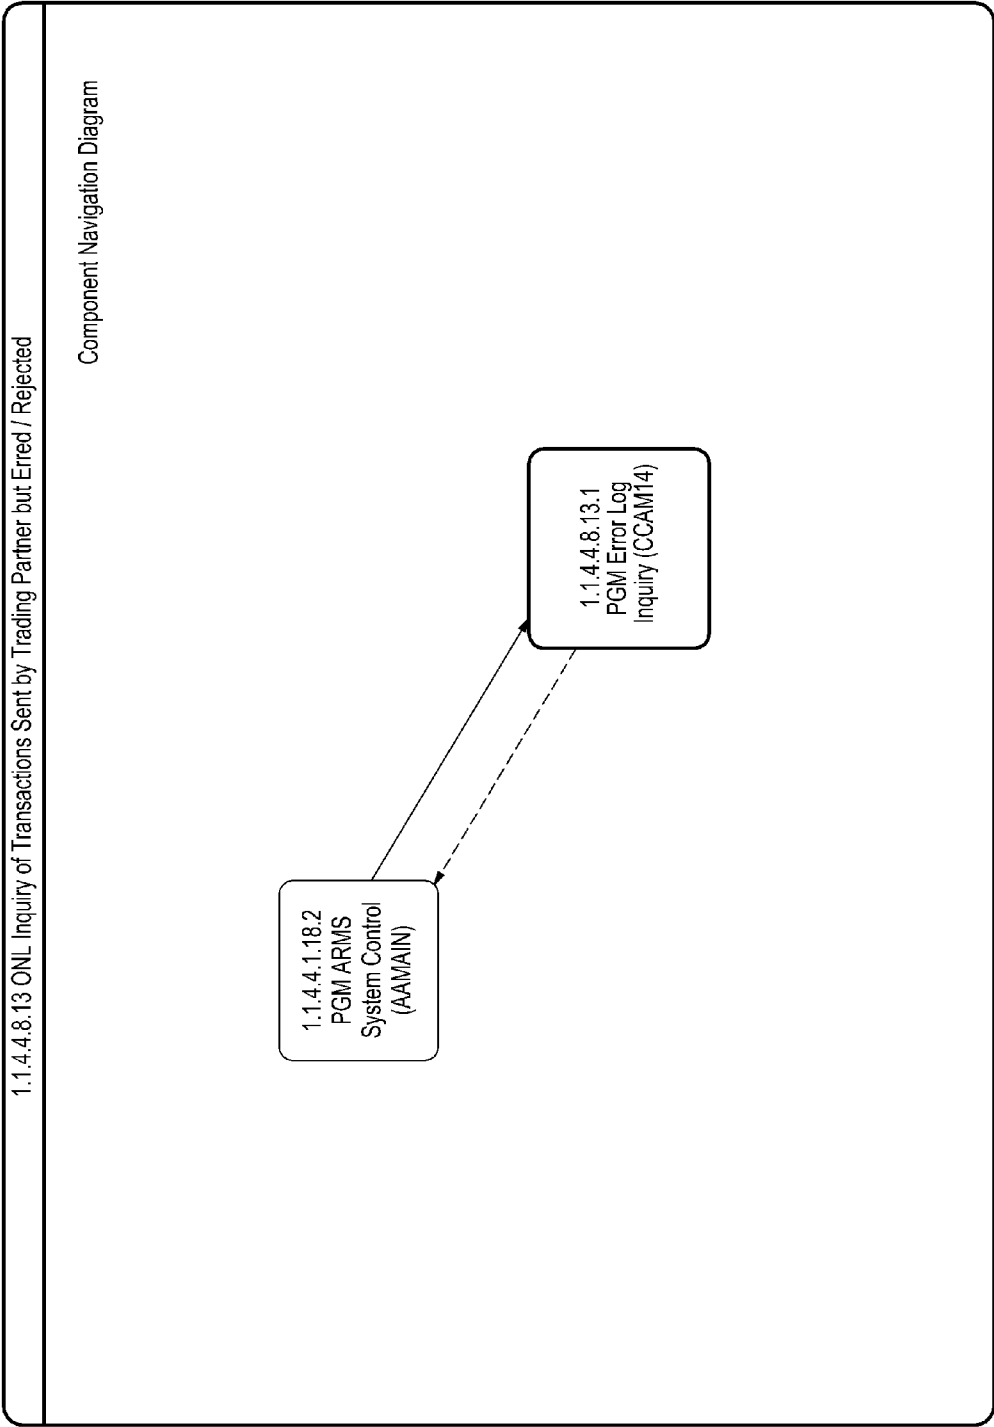 1.1.4.4.8.13 ONL Inquiry of Transactions Sent by Trading Partner but Erred / Rejected
Component Navigation Diagram
1.1.4.4.1.18.2
PGM ARMS
System Control
(AAMAIN)
1.1.4.4.8.13.1
PGM Error Log
Inquiry (CCAM14)